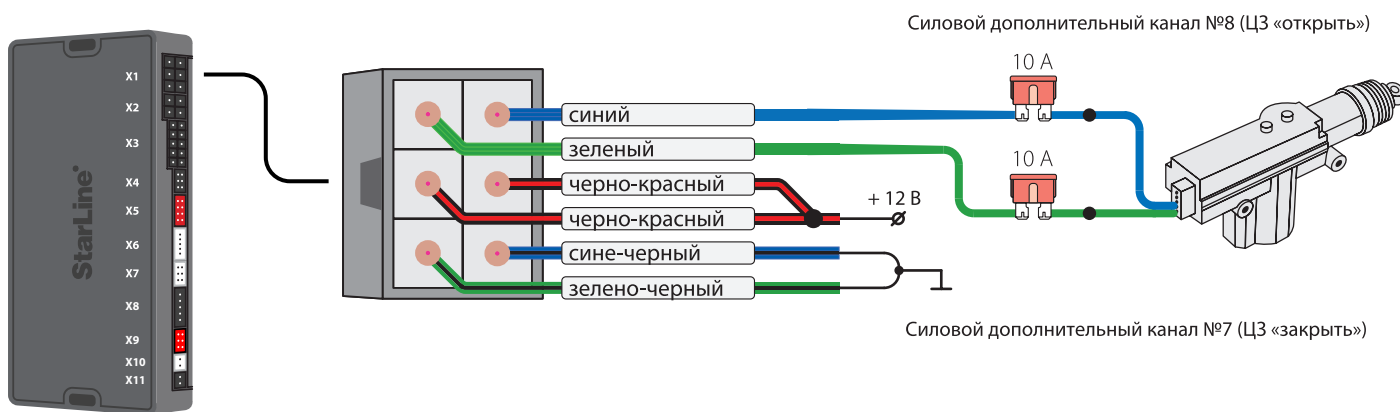 Силовой дополнительный канал №8 (ЦЗ «открыть»)
10 А
X1
X2
X3
X4
X5
X6
X7
X8
X9
X10
X11
StarLine®
синий
зеленый
10 А
черно-красный
черно-красный
+ 12 В
сине-черный
зелено-черный
Силовой дополнительный канал №7 (ЦЗ «закрыть»)